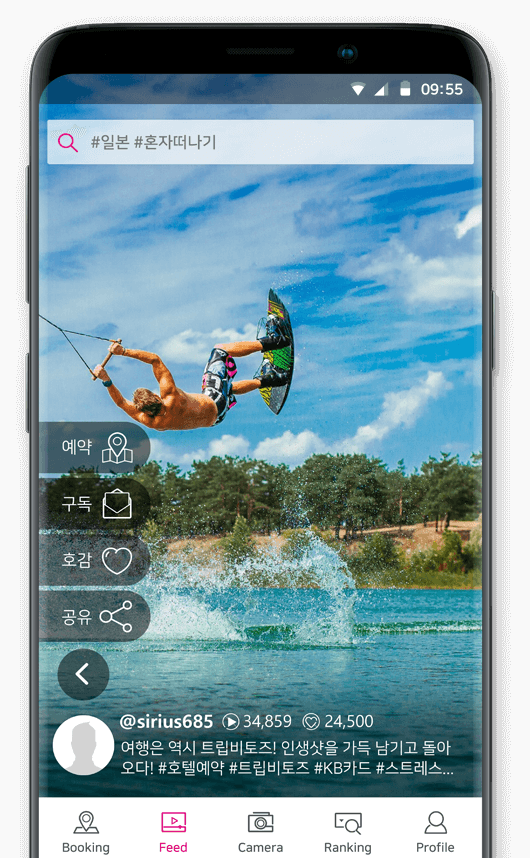 09:55
#일본 #혼자떠나기
예약
구독
호감
공유
@sirius685 34,859 24,500
여행은 역시 트립비토즈! 인생샷을 가득 남기고 돌아
오다! #호텔예약 #트립비토즈 #KB카드 #스트레스...
Booking Feed Camera Ranking Profile